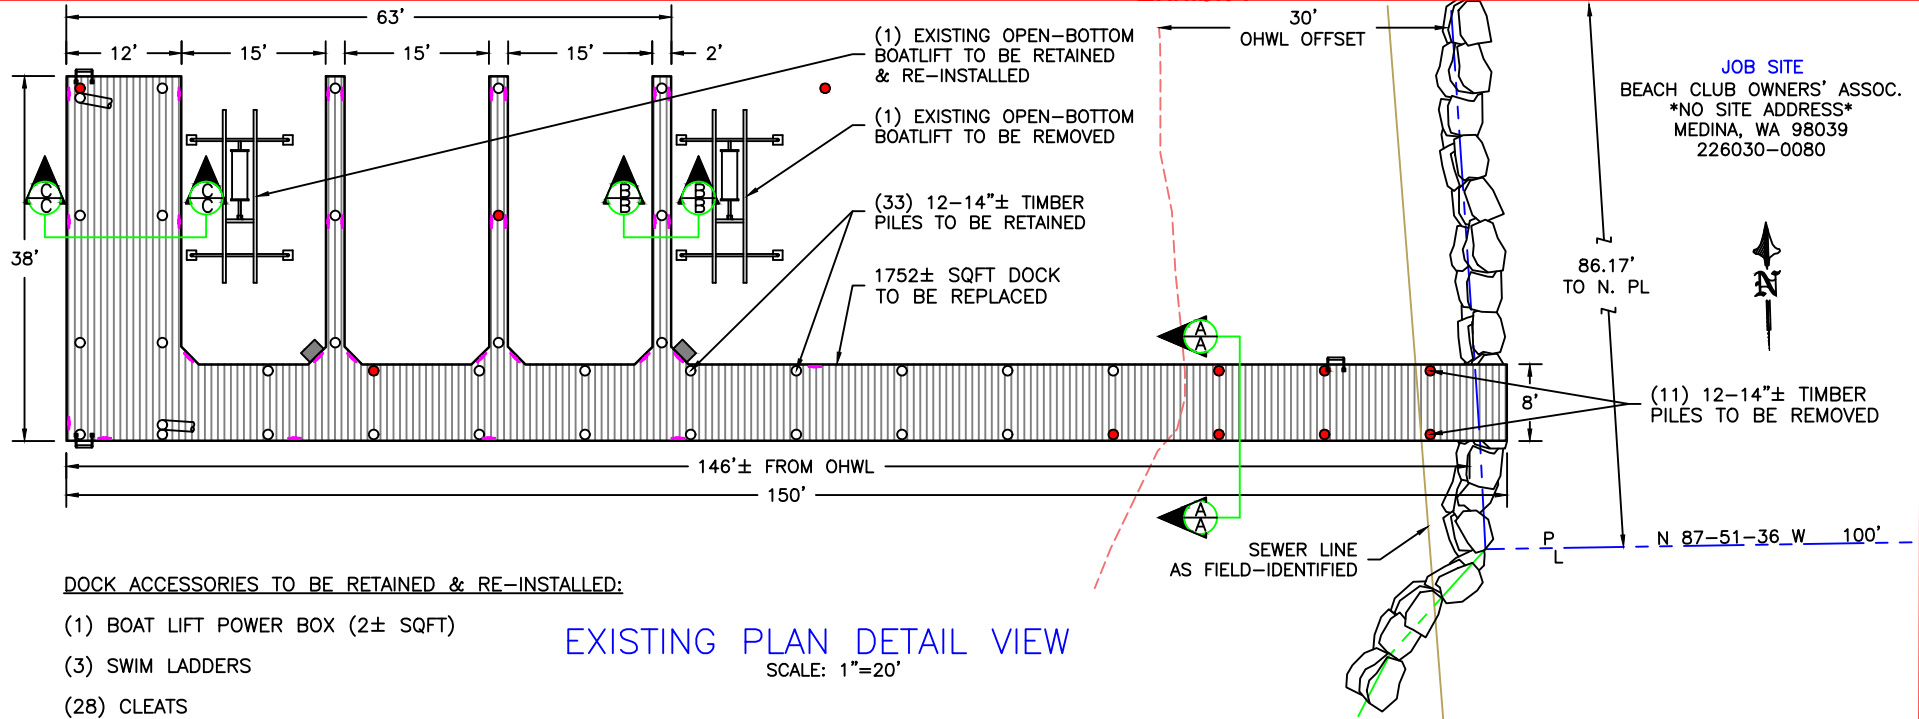 63'
12'
15'
15'
15'
2'
38'
(1) EXISTING OPEN-BOTTOM
BOATLIFT TO BE RETAINED
& RE-INSTALLED
(1) EXISTING OPEN-BOTTOM
BOATLIFT TO BE REMOVED
(33) 12-14"± TIMBER
PILES TO BE RETAINED
1752± SQFT DOCK
TO BE REPLACED
30'
OHWL OFFSET
JOB SITE
BEACH CLUB OWNERS' ASSOC.
*NO SITE ADDRESS*
MEDINA, WA 98039
226030-0080
86.17'
TO N. PL
N
C
C
C
C
B
B
B
B
A
A
A
A
8'
(11) 12-14"± TIMBER
PILES TO BE REMOVED
146'± FROM OHWL
150'
SEWER LINE
AS FIELD-IDENTIFIED
P
L
N 87-51-36 W 100'
DOCK ACCESSORIES TO BE RETAINED & RE-INSTALLED:
(1) BOAT LIFT POWER BOX (2± SQFT)
(3) SWIM LADDERS
(28) CLEATS
EXISTING PLAN DETAIL VIEW
SCALE: 1"=20'